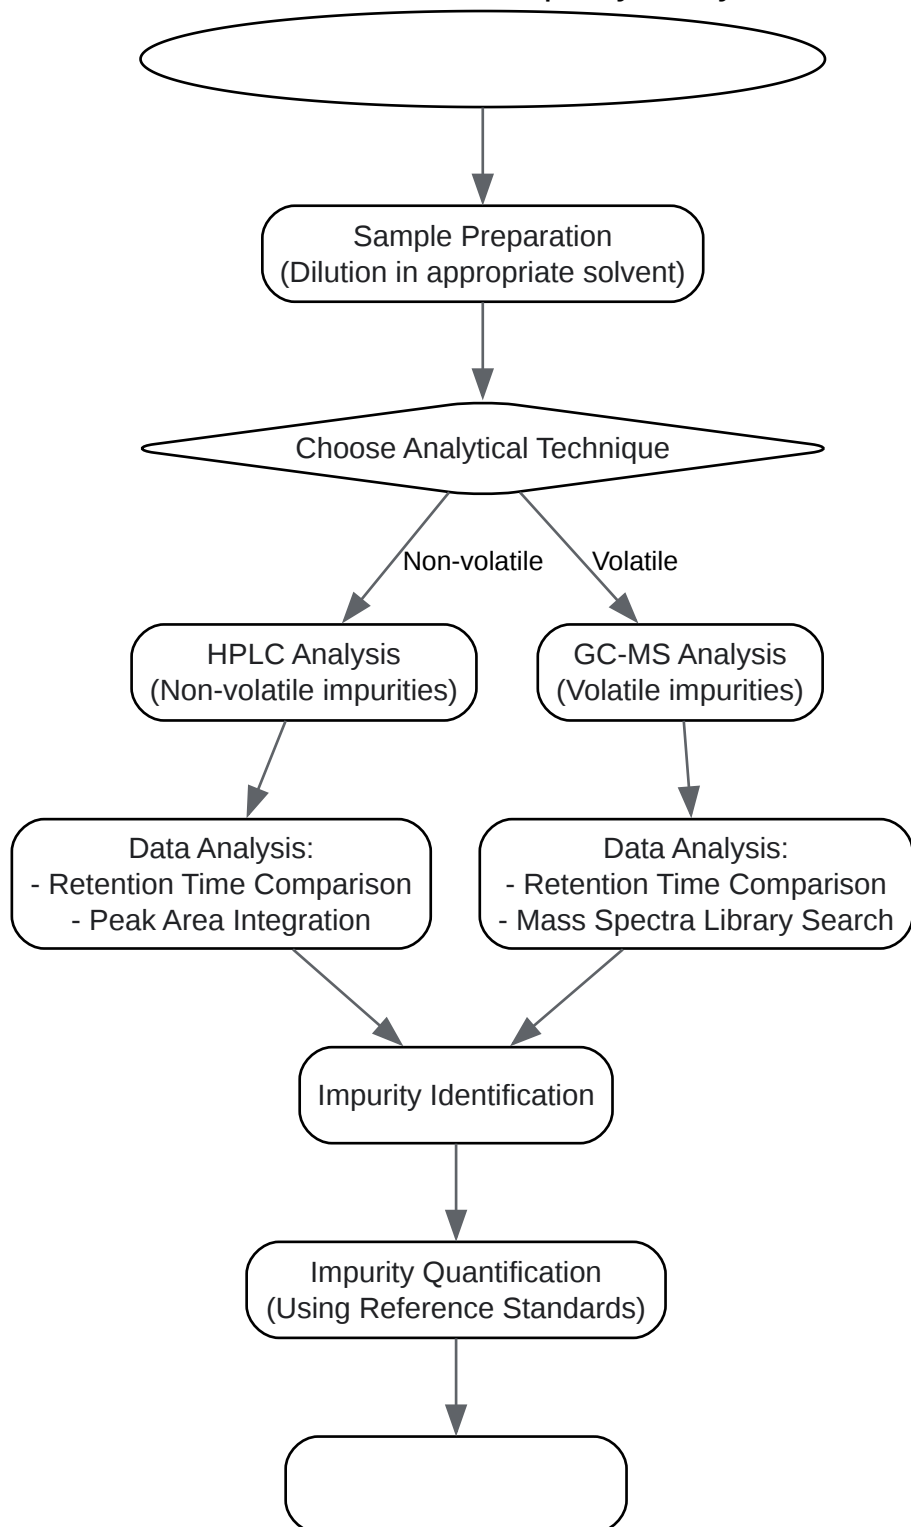 Sample Preparation
(Dilution in appropriate solvent)
Choose Analytical Technique
Non-volatile
Volatile
HPLC Analysis
(Non-volatile impurities)
GC-MS Analysis
(Volatile impurities)
Data Analysis:
- Retention Time Comparison
- Peak Area Integration
Data Analysis:
- Retention Time Comparison
- Mass Spectra Library Search
Impurity Identification
Impurity Quantification
(Using Reference Standards)